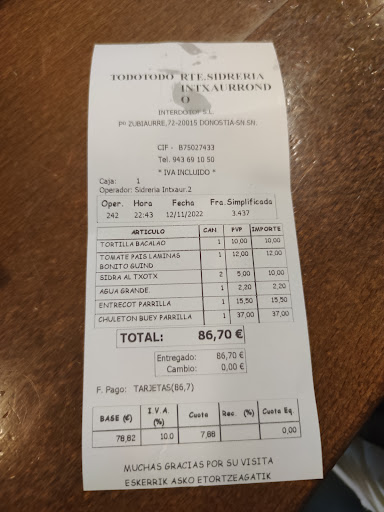 TODOTODO RTE.SIDRERIA
INTXAURROND
O
INTERDOTOT S.L.
Pº ZUBIAURRE,72-20015 DONOSTIA-SN.SN.
CIF - B75027433
Tel. 943 69 10 50
* IVA INCLUIDO *
Caja: 1
Operador: Sidreria Intxaur.2
Oper. Hora Fecha Fra.Simplificada
242 22:43 12/11/2022 3.437
ARTICULO CAN PVP IMPORTE
TORTILLA BACALAO 1 10,00 10,00
TOMATE PAIS LAMINAS 1 12,00 12,00
BONITO GUIND
SIDRA AL TXOTX 2 5,00 10,00
AGUA GRANDE. 1 2,20 2,20
ENTRECOT PARRILLA 1 15,50 15,50
CHULETON BUEY PARRILLA 1 37,00 37,00
TOTAL: 86,70 €
Entregado: 86,70 €
Cambio: 0,00 €
F. Pago: TARJETAS(86,7)
BASE (€) I.V.A. (%) Cuota Rec. (%) Cuota Eq.
78,82 10.0 7,88 0,00
MUCHAS GRACIAS POR SU VISITA
ESKERRIK ASKO ETORTZEAGATIK